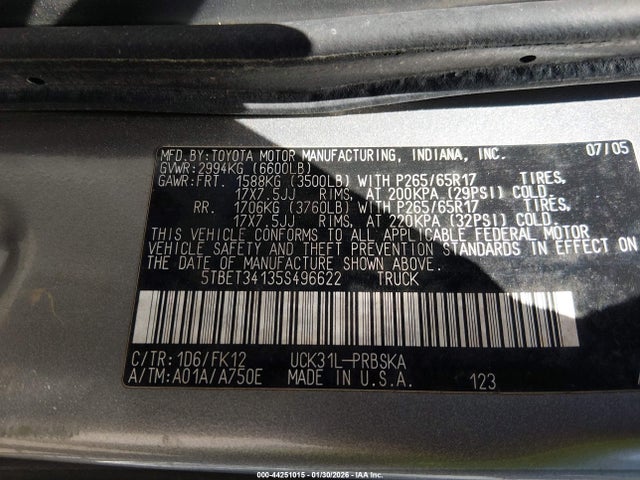 MFD.BY:TOYOTA MOTOR MANUFACTURING, INDIANA, INC. 07/05
GVWR:2994KG (6600LB)
GAWR:FRT. 1588KG (3500LB) WITH P265/65R17 TIRES,
17X7.5JJ RIMS, AT 200KPA (29PSI) COLD.
RR. 1706KG (3760LB) WITH P265/65R17 TIRES,
17X7.5JJ RIMS, AT 220KPA (32PSI) COLD.
THIS VEHICLE CONFORMS TO ALL APPLICABLE FEDERAL MOTOR
VEHICLE SAFETY AND THEFT PREVENTION STANDARDS IN EFFECT ON
THE DATE OF MANUFACTURE SHOWN ABOVE.
5TBET34135S496622 TRUCK
C/TR:1D6/FK12 UCK31L-PRBSKA
A/TM:A01A/A750E MADE IN U.S.A. 123
000-44251015 - 01/30/2026 - IAA Inc.